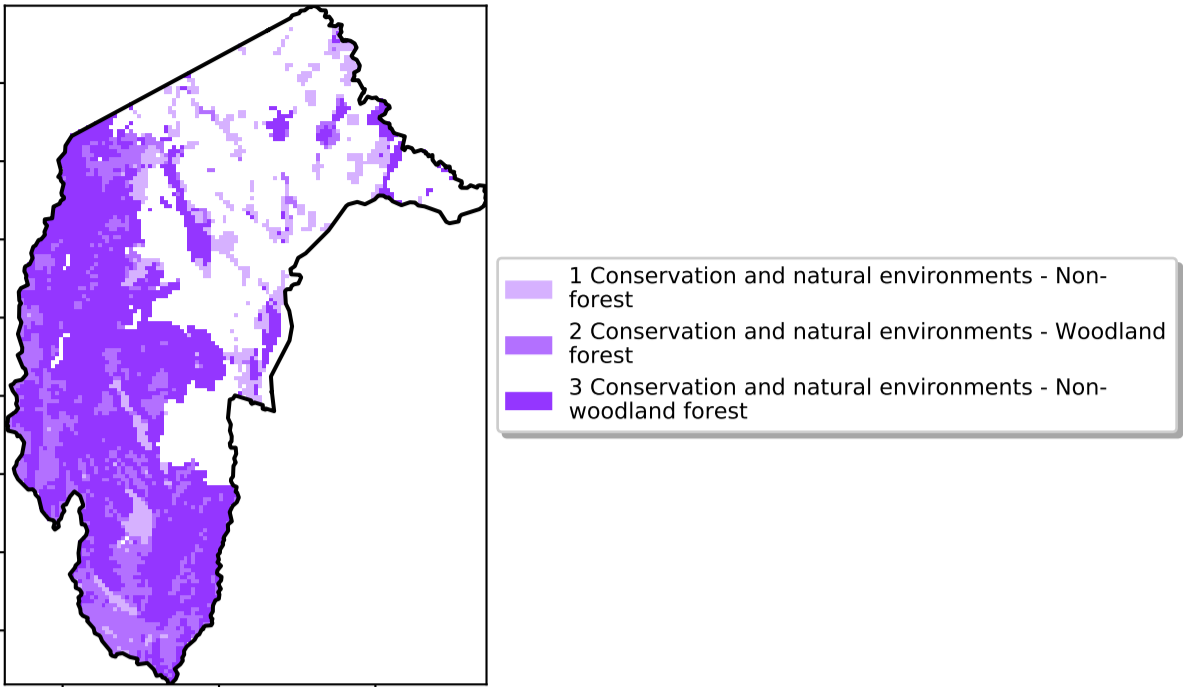 1 Conservation and natural environments - Non-
forest
2 Conservation and natural environments - Woodland
forest
3 Conservation and natural environments - Non-
woodland forest